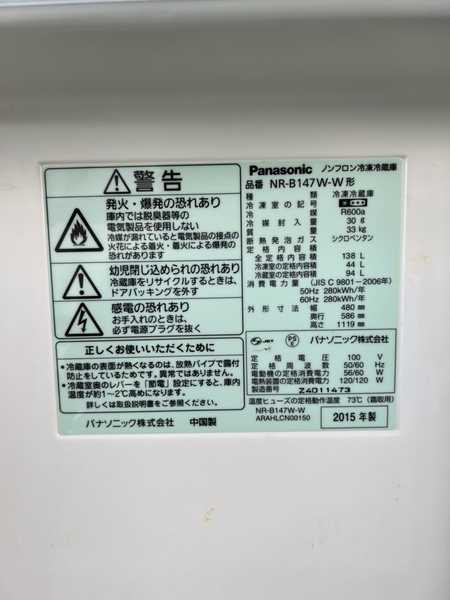 警告
発火・爆発の恐れあり
庫内では脱臭器等の
電気製品を使用しない
冷媒が漏れていると電気製品の接点の
火花による着火・着火による爆発の
恐れがあります
幼児閉じ込められの恐れあり
冷蔵庫をリサイクルするときは、
ドアパッキングを外す
感電の恐れあり
お手入れのときは、
必ず電源プラグを抜く
正しくお使いいただくために
●冷蔵庫の表面が熱くなるのは、放熱パイプで露付
防止をしているためです。異常ではありません。
●冷蔵室奥のレバーを「節電」設定にすると、庫内
温度が約1~2℃高くなります。
詳しくは取扱説明書をご参照ください。
パナソニック株式会社 中国製
Panasonic ノンフロン冷凍冷蔵庫
品番 NR-B147W-W形
種類 冷凍冷蔵庫
冷凍室の記号
冷媒 R600a
冷媒封入量 30g
質量 33kg
断熱発泡ガス シクロペンタン
定格内容積
全定格内容積 138 L
冷凍室の定格内容積 44 L
冷蔵室の定格内容積 94 L
消費電力量 (JIS C 9801-2006年)
50Hz 280kWh/年
60Hz 280kWh/年
外形寸法 幅 480 mm
奥行 586 mm
高さ 1119 mm
JET PS E パナソニック株式会社
定格電圧 100 V
定格周波数 50/60 Hz
電動機の定格消費電力 56/60 W
電熱装置の定格消費電力 120/120 W
製造番号 Z4011473
温度ヒューズの定格動作温度 73℃(霜取用)
NR-B147W-W
ARAHLCN00150
2015年製